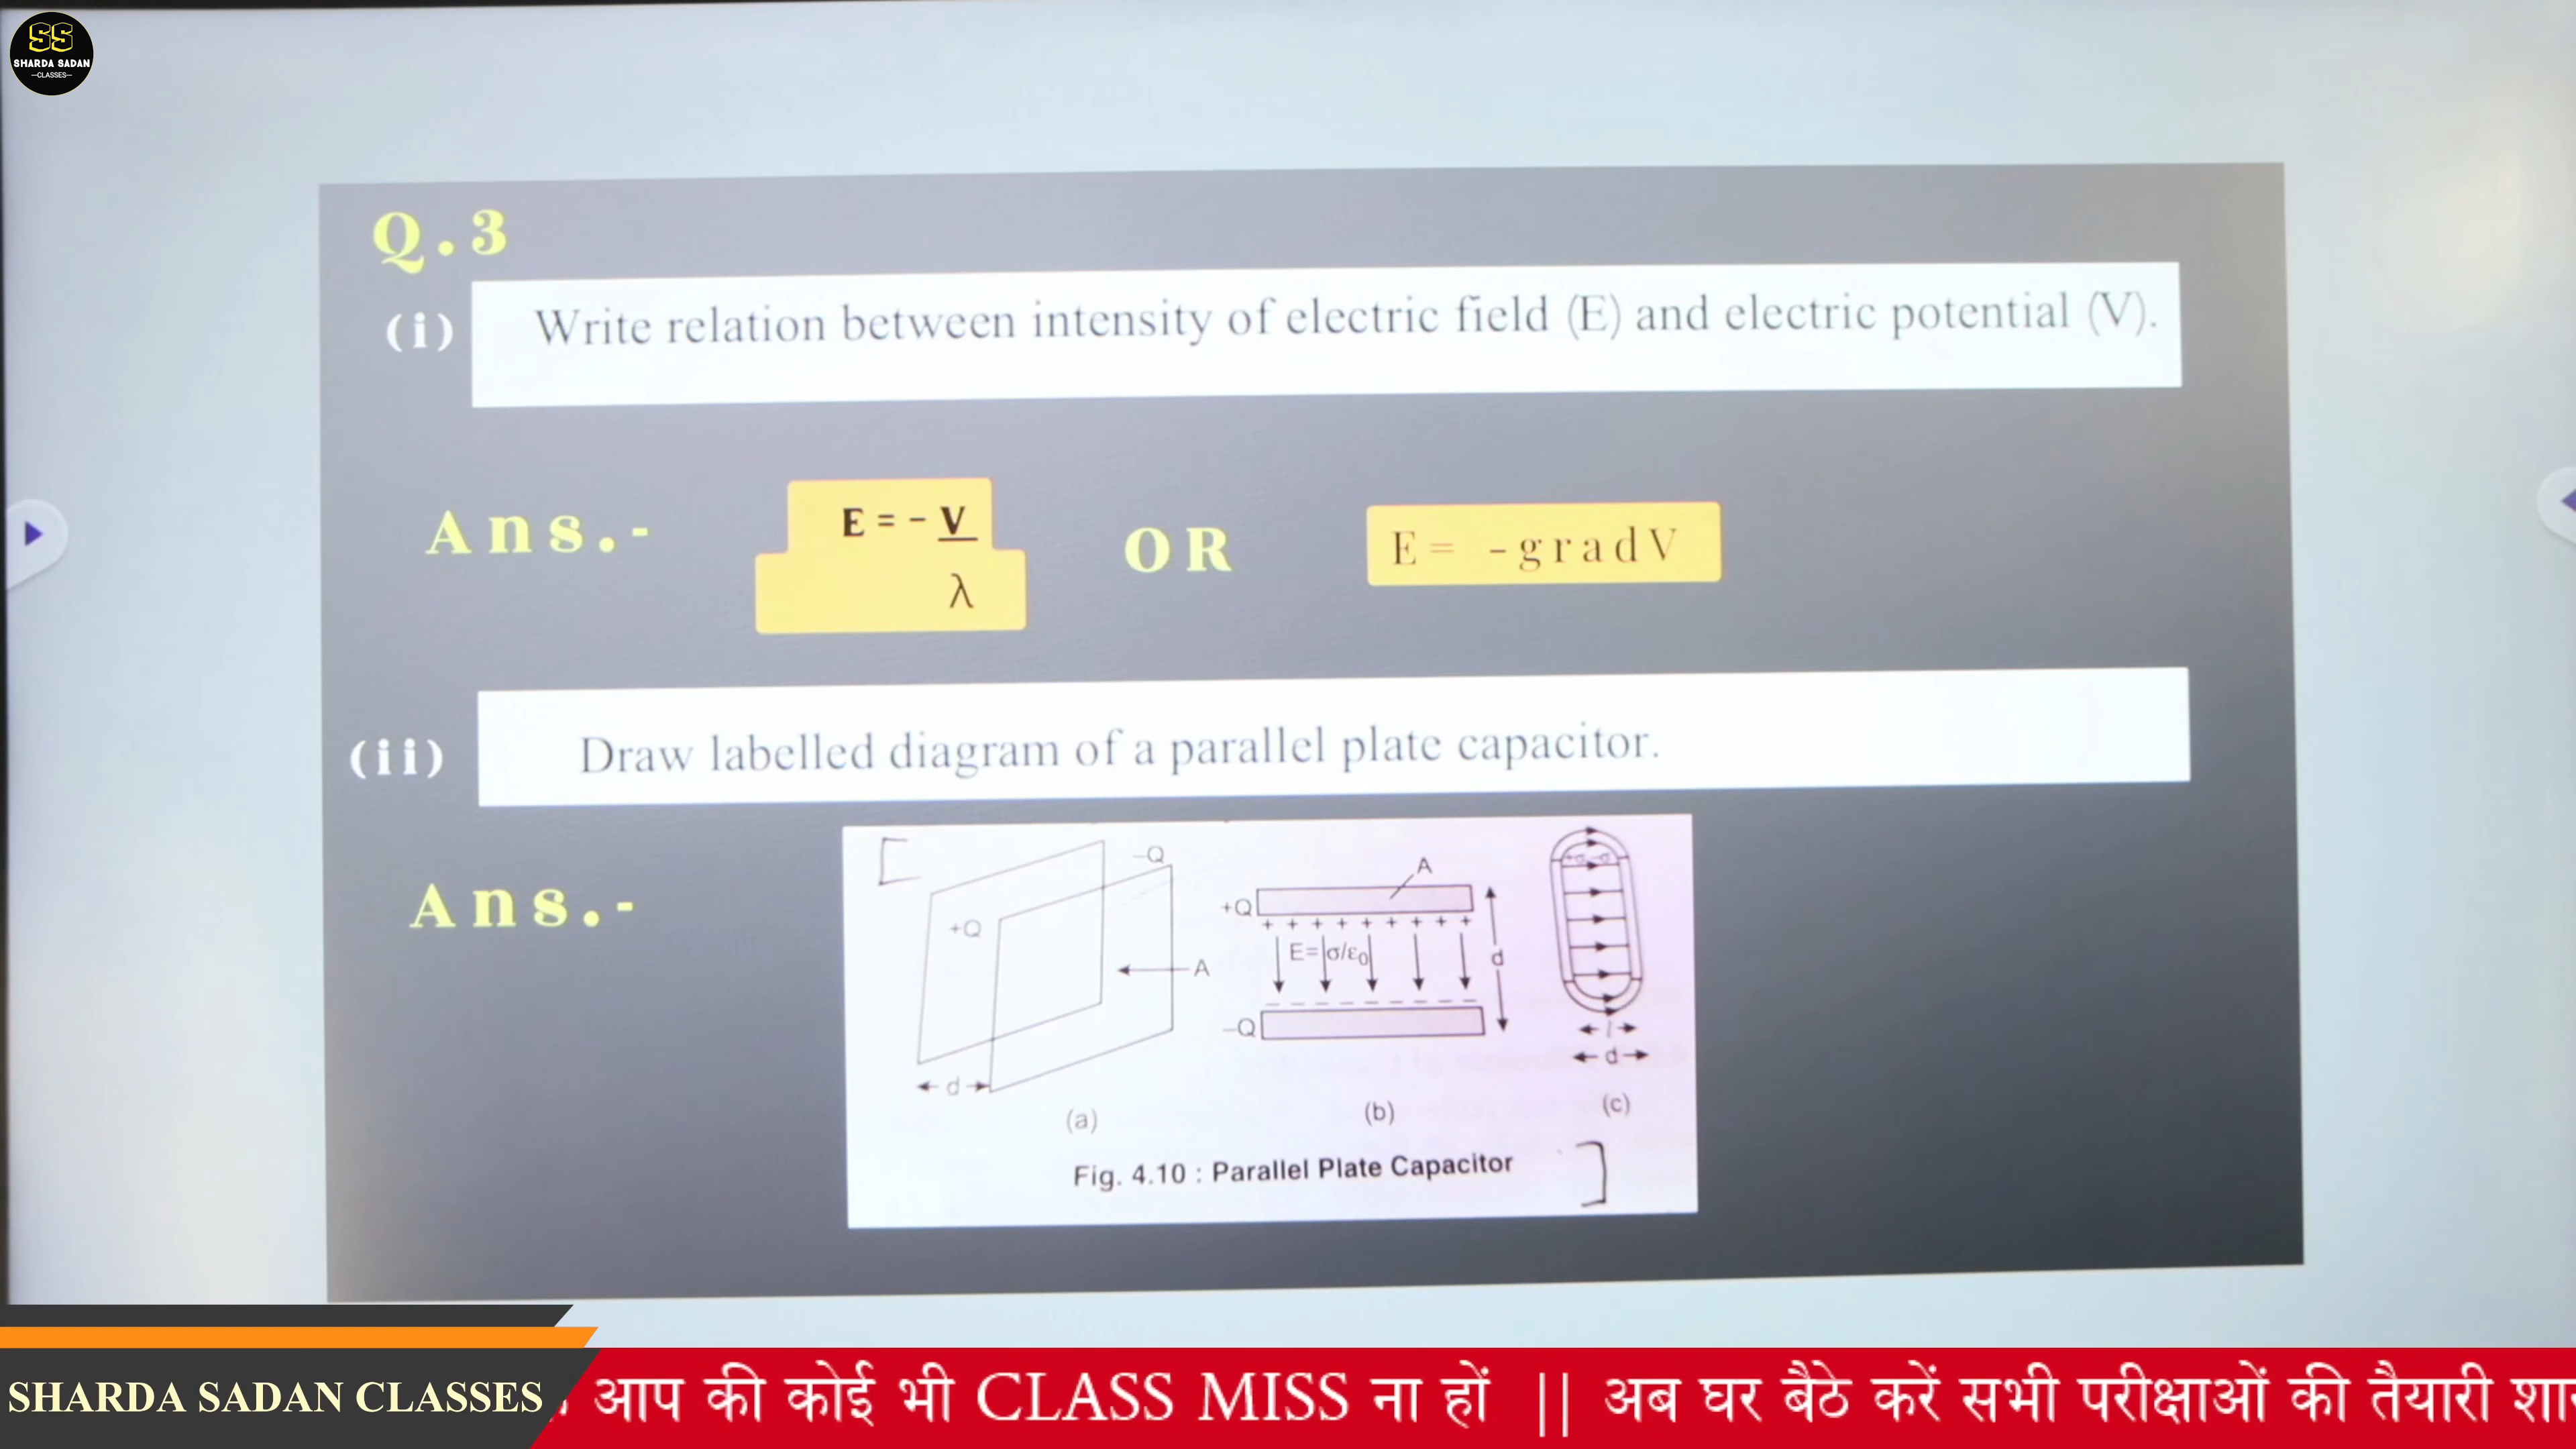 SS
SHARDA SADAN
—CLASSES—
Q.3
(i) Write relation between intensity of electric field (E) and electric potential (V).
Ans.- E = - V OR E = -gradV
λ
(ii) Draw labelled diagram of a parallel plate capacitor.
Ans.-
–Q
+Q
A
d
(a)
A
+Q
+ + + + + + + + +
E=σ/ε₀
d
–Q
(b)
+σ –σ
l
d
(c)
Fig. 4.10 : Parallel Plate Capacitor
SHARDA SADAN CLASSES आप की कोई भी CLASS MISS ना हों || अब घर बैठे करें सभी परीक्षाओं की तैयारी